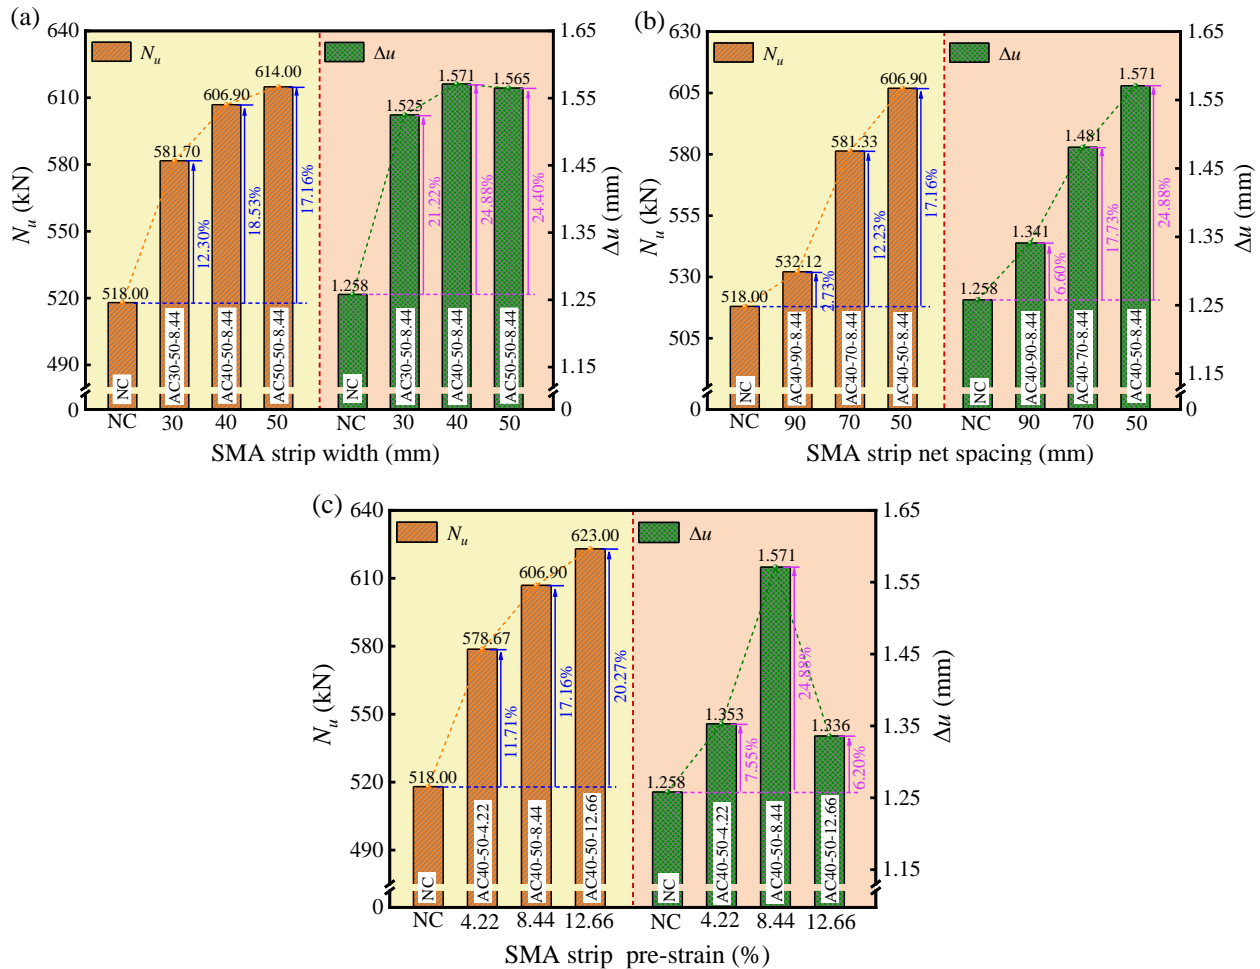 (a)
640
610
580
550
520
490
0
N_u (kN)
N_u
Δu
518.00
581.70
606.90
614.00
12.30%
18.53%
17.16%
1.258
1.525
1.571
1.565
21.22%
24.88%
24.40%
NC
AC30-50-8.44
AC40-50-8.44
AC50-50-8.44
NC
AC30-50-8.44
AC40-50-8.44
AC50-50-8.44
NC 30 40 50 NC 30 40 50
SMA strip width (mm)
1.65
1.55
1.45
1.35
1.25
1.15
0
Δu (mm)
(b)
630
605
580
555
530
505
0
N_u (kN)
N_u
Δu
518.00
532.12
581.33
606.90
2.73%
12.23%
17.16%
1.258
1.341
1.481
1.571
6.60%
17.73%
24.88%
NC
AC40-90-8.44
AC40-70-8.44
AC40-50-8.44
NC
AC40-90-8.44
AC40-70-8.44
AC40-50-8.44
NC 90 70 50 NC 90 70 50
SMA strip net spacing (mm)
1.65
1.55
1.45
1.35
1.25
1.15
0
Δu (mm)
(c)
640
610
580
550
520
490
0
N_u (kN)
N_u
Δu
518.00
578.67
606.90
623.00
11.71%
17.16%
20.27%
1.258
1.353
1.571
1.336
7.55%
24.88%
6.20%
NC
AC40-50-4.22
AC40-50-8.44
AC40-50-12.66
NC
AC40-50-4.22
AC40-50-8.44
AC40-50-12.66
NC 4.22 8.44 12.66 NC 4.22 8.44 12.66
SMA strip pre-strain (%)
1.65
1.55
1.45
1.35
1.25
1.15
0
Δu (mm)